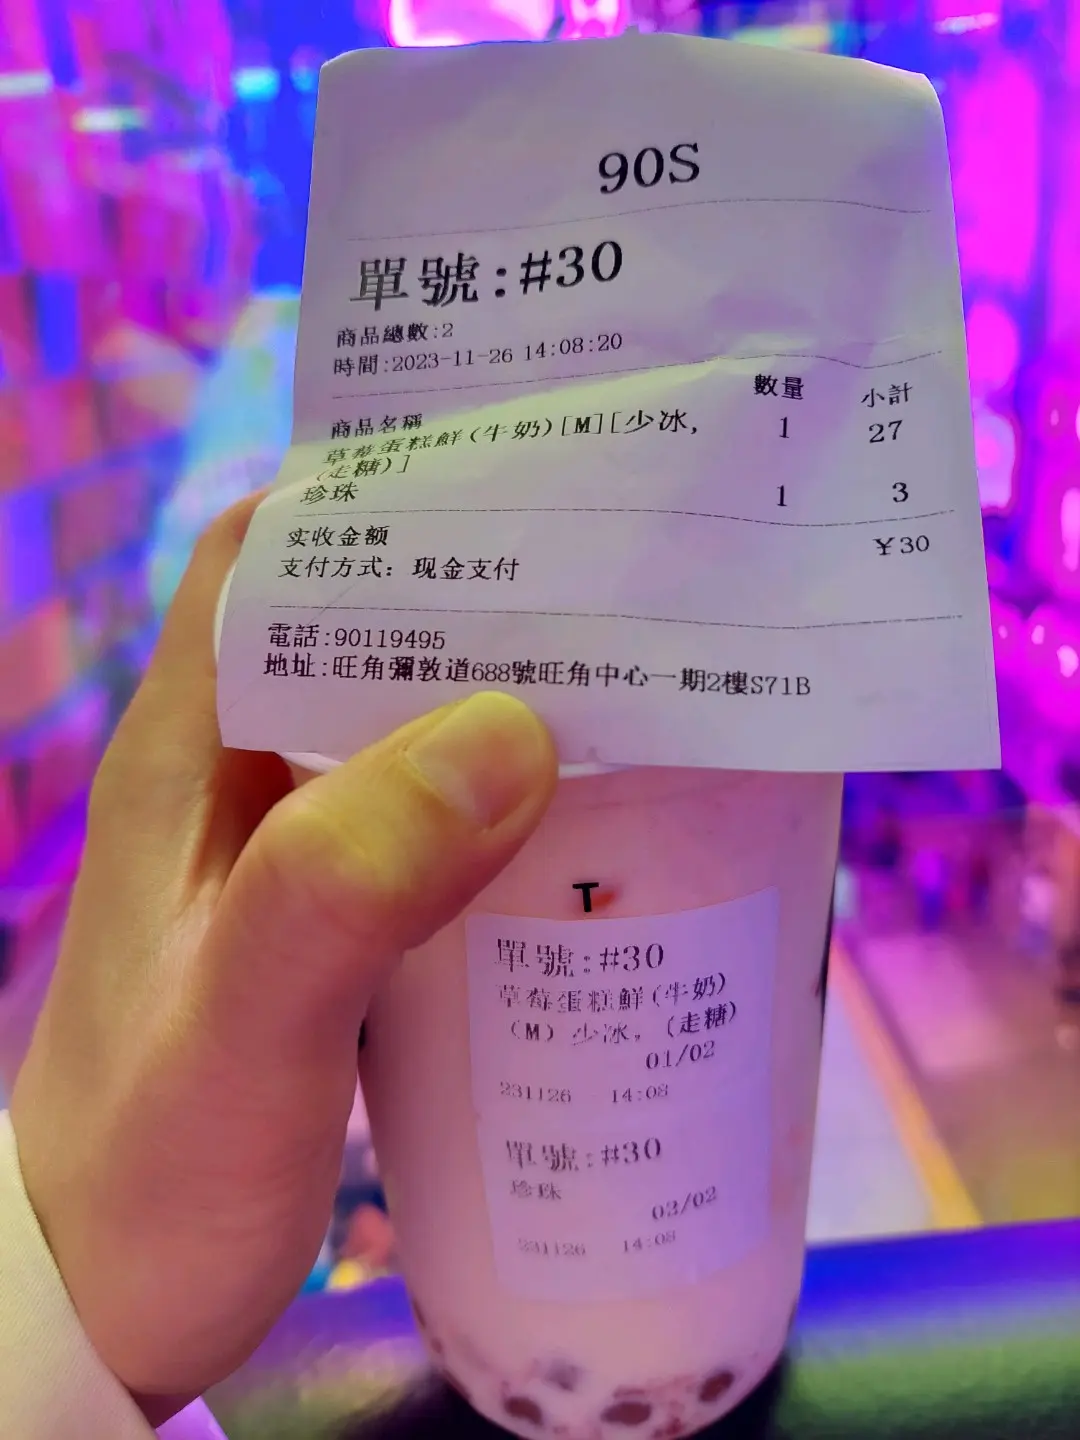 90S
單號:#30
商品總數:2
時間:2023-11-26 14:08:20
商品名稱 數量 小計
草莓蛋糕鮮(牛奶)[M][少冰, 1 27
(走糖)]
珍珠 1 3
实收金额 ¥30
支付方式：现金支付
電話:90119495
地址:旺角彌敦道688號旺角中心一期2樓S71B
T
單號:#30
草莓蛋糕鮮(牛奶)
(M) 少冰, (走糖)
01/02
231126 14:08
單號:#30
珍珠
02/02
231126 14:08